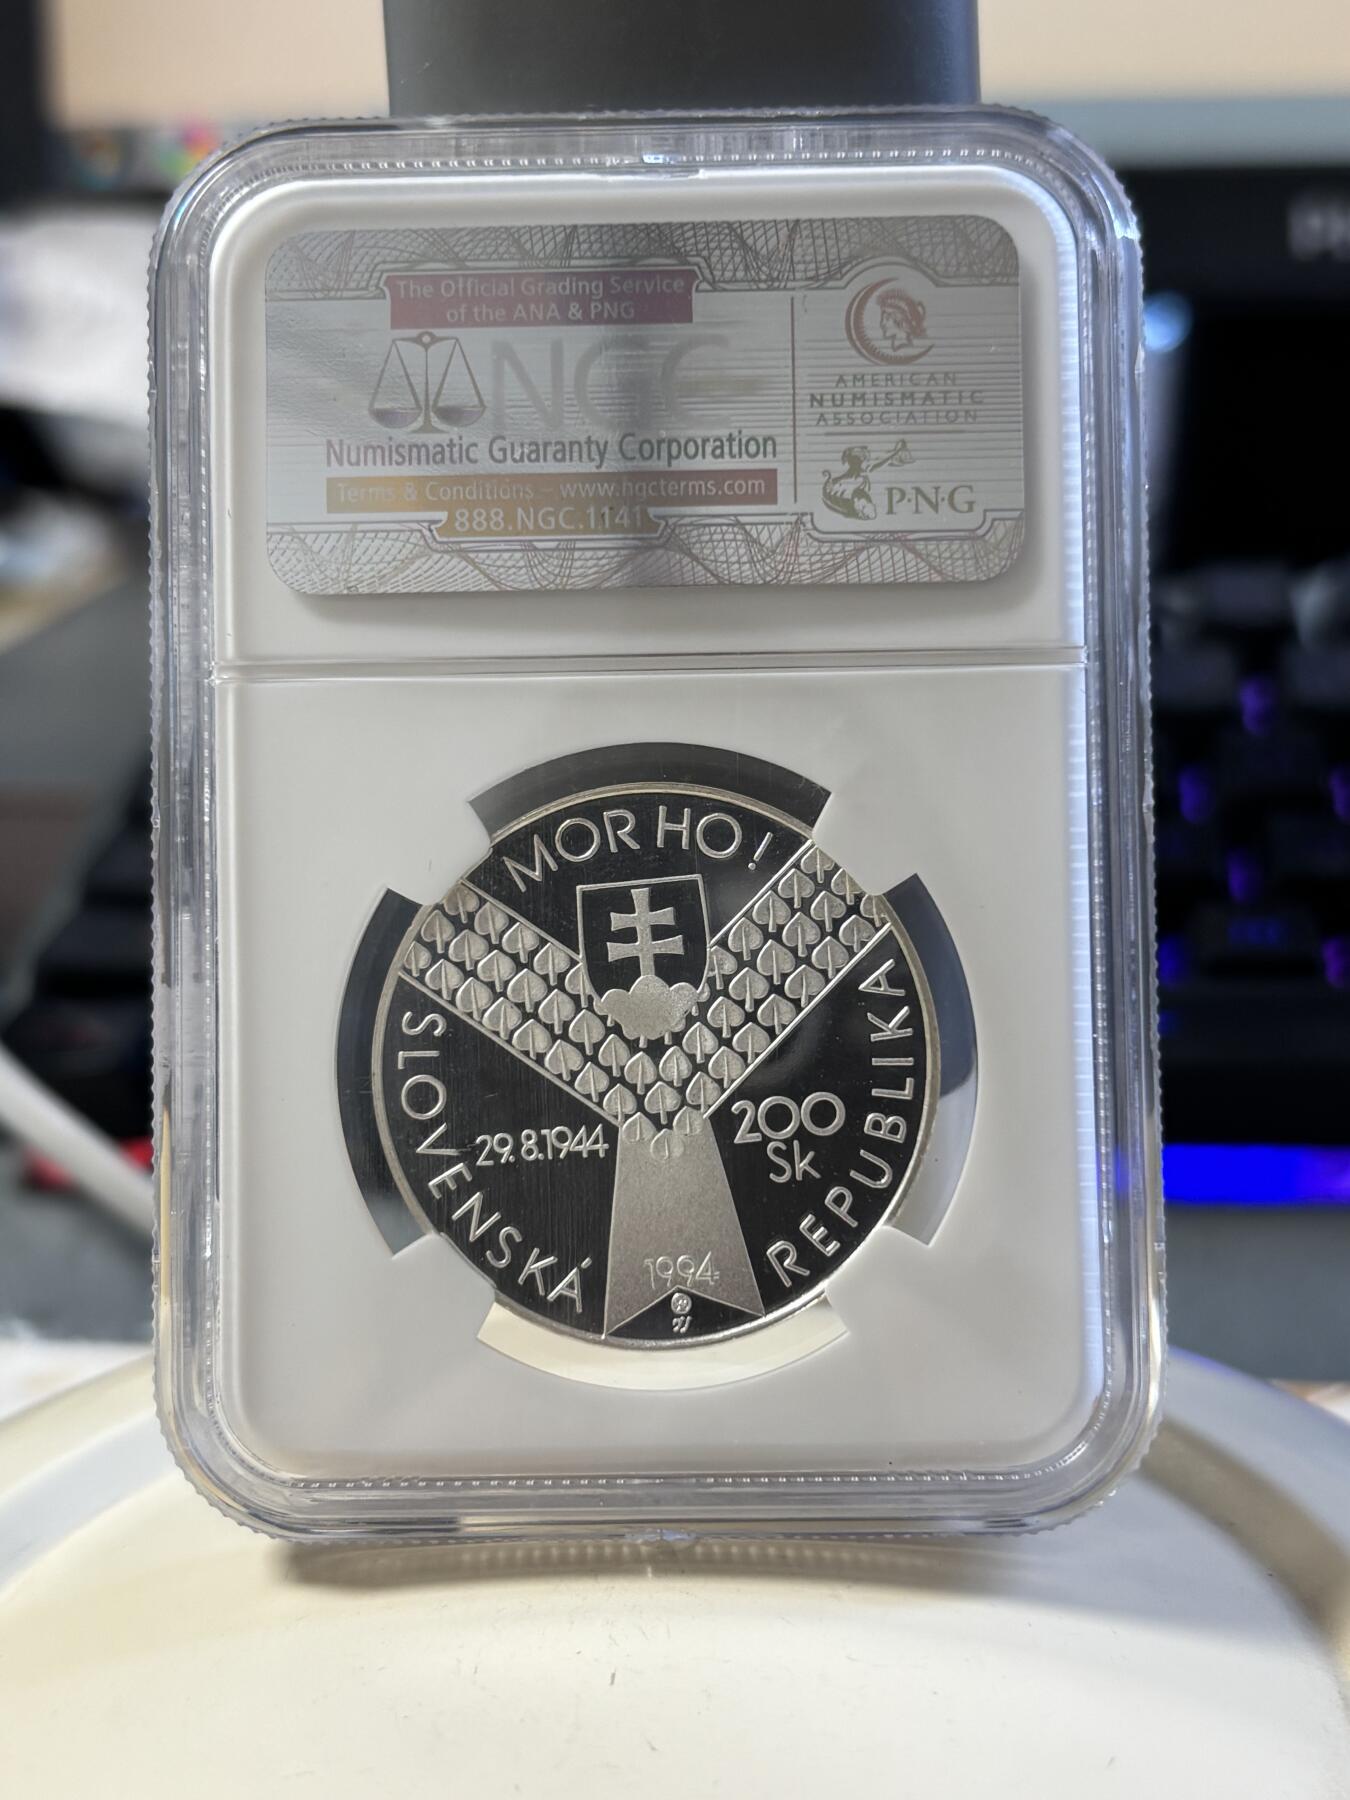 The Official Grading Service
of the ANA & PNG
NGC
Numismatic Guaranty Corporation
Terms & Conditions – www.ngcterms.com
888.NGC.1141
AMERICAN
NUMISMATIC
ASSOCIATION
P·N·G
MOR HO!
SLOVENSKÁ
REPUBLIKA
29.8.1944
200
Sk
1994